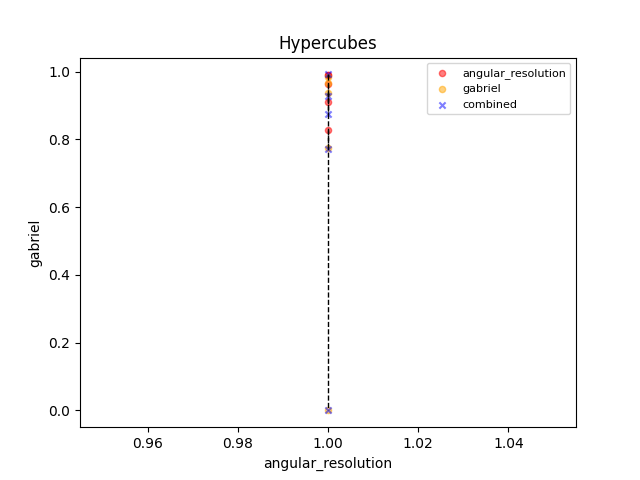 Hypercubes
angular_resolution
gabriel
combined
1.0
0.8
0.6
0.4
0.2
0.0
gabriel
0.96
0.98
1.00
1.02
1.04
angular_resolution